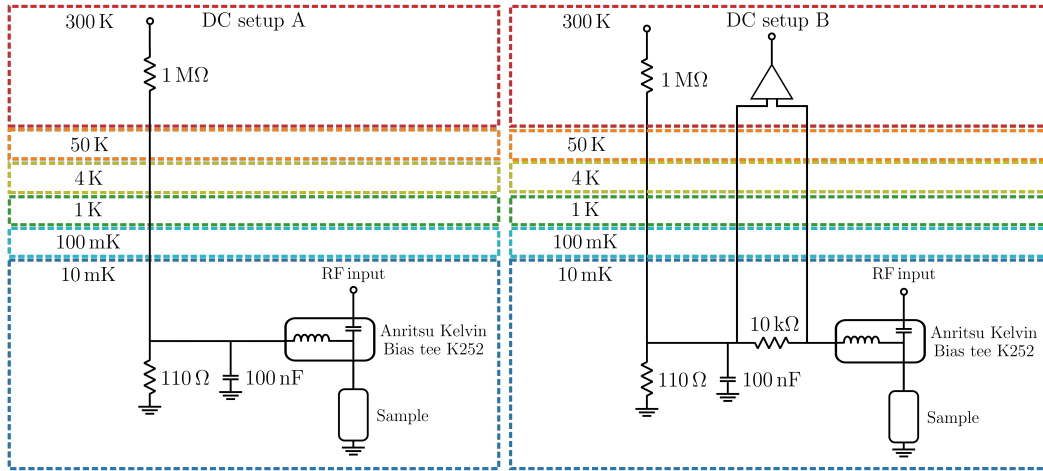 300 K
DC setup A
1 MΩ
50 K
4 K
1 K
100 mK
10 mK
RF input
Anritsu Kelvin
Bias tee K252
110 Ω
100 nF
Sample
300 K
DC setup B
1 MΩ
50 K
4 K
1 K
100 mK
10 mK
RF input
10 kΩ
Anritsu Kelvin
Bias tee K252
110 Ω
100 nF
Sample